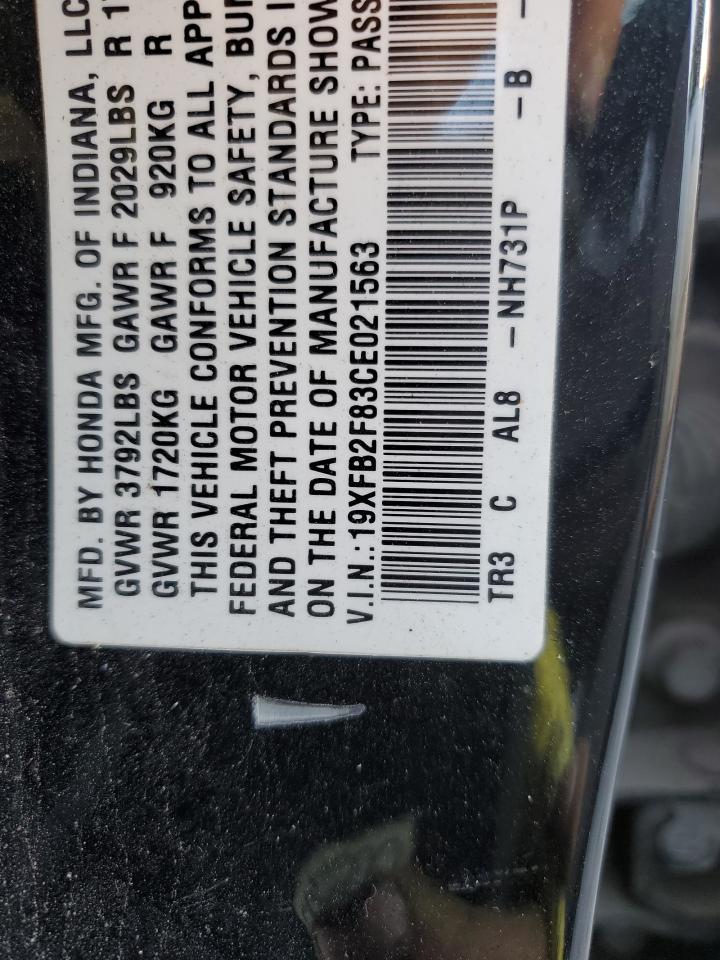 MFD. BY HONDA MFG. OF INDIANA, LLC
GVWR 3792LBS GAWR F 2029LBS R
GVWR 1720KG GAWR F 920KG R
THIS VEHICLE CONFORMS TO ALL APP
FEDERAL MOTOR VEHICLE SAFETY, BUM
AND THEFT PREVENTION STANDARDS I
ON THE DATE OF MANUFACTURE SHOW
V.I.N.: 19XFB2F83CE021563 TYPE: PASS
TR3 C AL8 -NH731P -B -